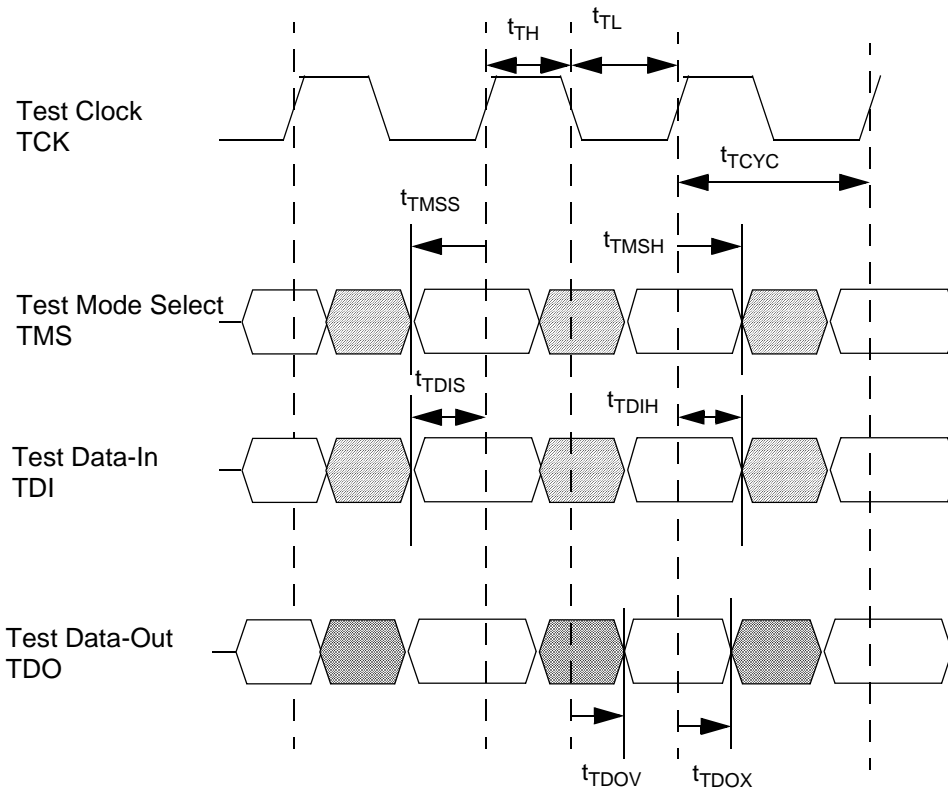 tTH
tTL
Test Clock
TCK
tTCYC
tTMSS
tTMSH
Test Mode Select
TMS
tTDIS
tTDIH
Test Data-In
TDI
Test Data-Out
TDO
tTDOV
tTDOX